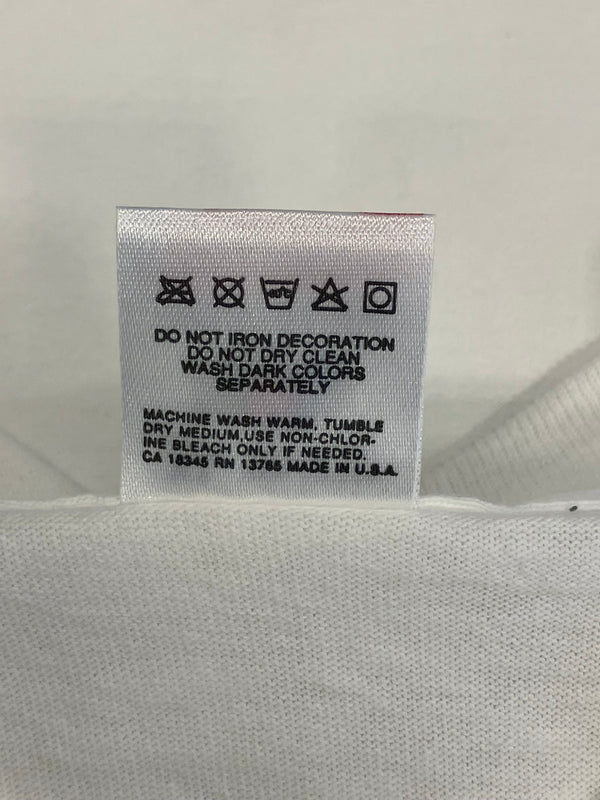 DO NOT IRON DECORATION
DO NOT DRY CLEAN
WASH DARK COLORS
SEPARATELY
MACHINE WASH WARM, TUMBLE
DRY MEDIUM,USE NON-CHLOR-
INE BLEACH ONLY IF NEEDED.
CA 16345 RN 13765 MADE IN U.S.A.